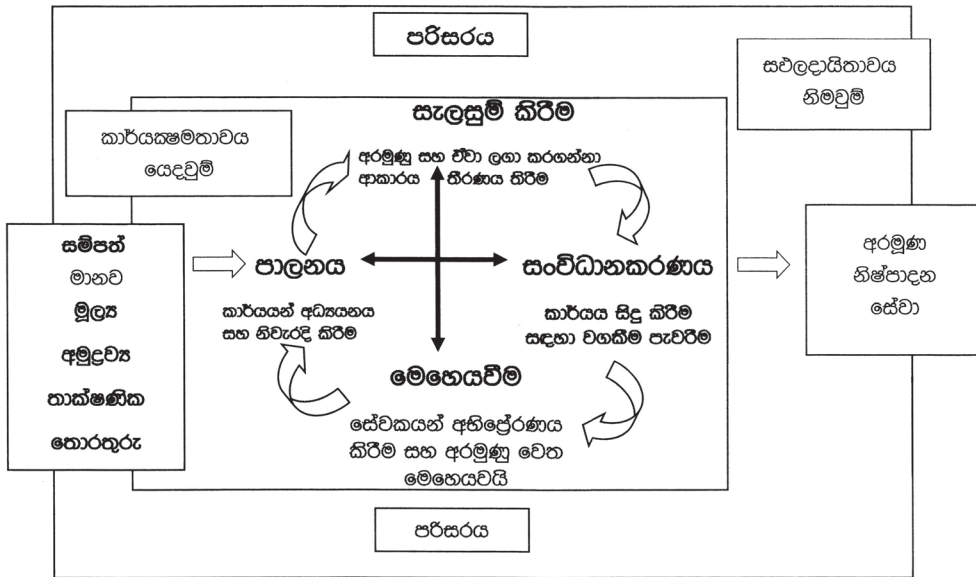 පරිසරය
සඵලදායිතාවය
නිමවුම්
සැලසුම් කිරීම
කාර්යක්ෂමතාවය
යෙදවුම්
අරමුණු සහ ඒවා ලගා කරගන්නා
ආකාරය තීරණය තිරීම
සම්පත්
මානව
මූල්‍ය
අමුද්‍රව්‍ය
තාක්ෂණික
තොරතුරු
පාලනය
කාර්යයන් අධ්‍යයනය
සහ නිවැරදි කිරීම
සංවිධානකරණය
කාර්යය සිදු කිරීම
සඳහා වගකීම පැවරීම
අරමූණ
නිෂ්පාදන
සේවා
මෙහෙයවීම
සේවකයන් අභිප්‍රේරණය
කිරීම සහ අරමුණු වෙත
මෙහෙයවයි
පරිසරය